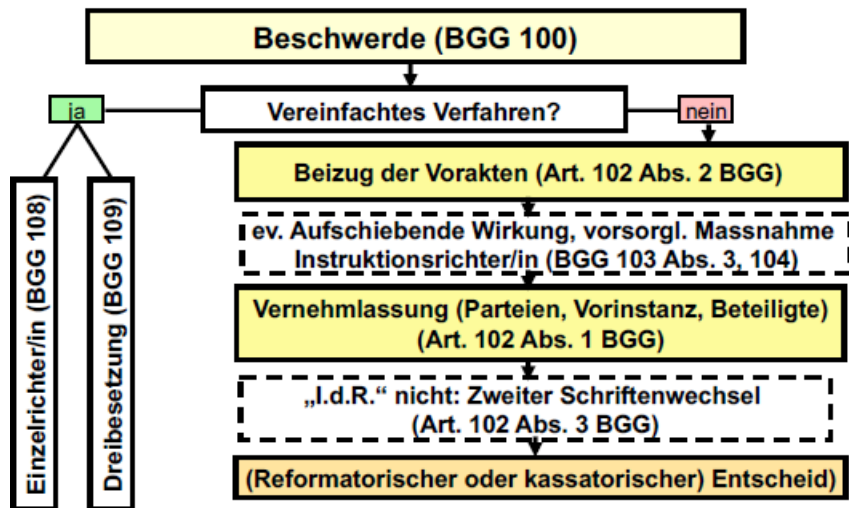 Beschwerde (BGG 100)
Vereinfachtes Verfahren?
ja
nein
Einzelrichter/in (BGG 108)
Dreibesetzung (BGG 109)
Beizug der Vorakten (Art. 102 Abs. 2 BGG)
ev. Aufschiebende Wirkung, vorsorgl. Massnahme
Instruktionsrichter/in (BGG 103 Abs. 3, 104)
Vernehmlassung (Parteien, Vorinstanz, Beteiligte)
(Art. 102 Abs. 1 BGG)
„I.d.R.“ nicht: Zweiter Schriftenwechsel
(Art. 102 Abs. 3 BGG)
(Reformatorischer oder kassatorischer) Entscheid)